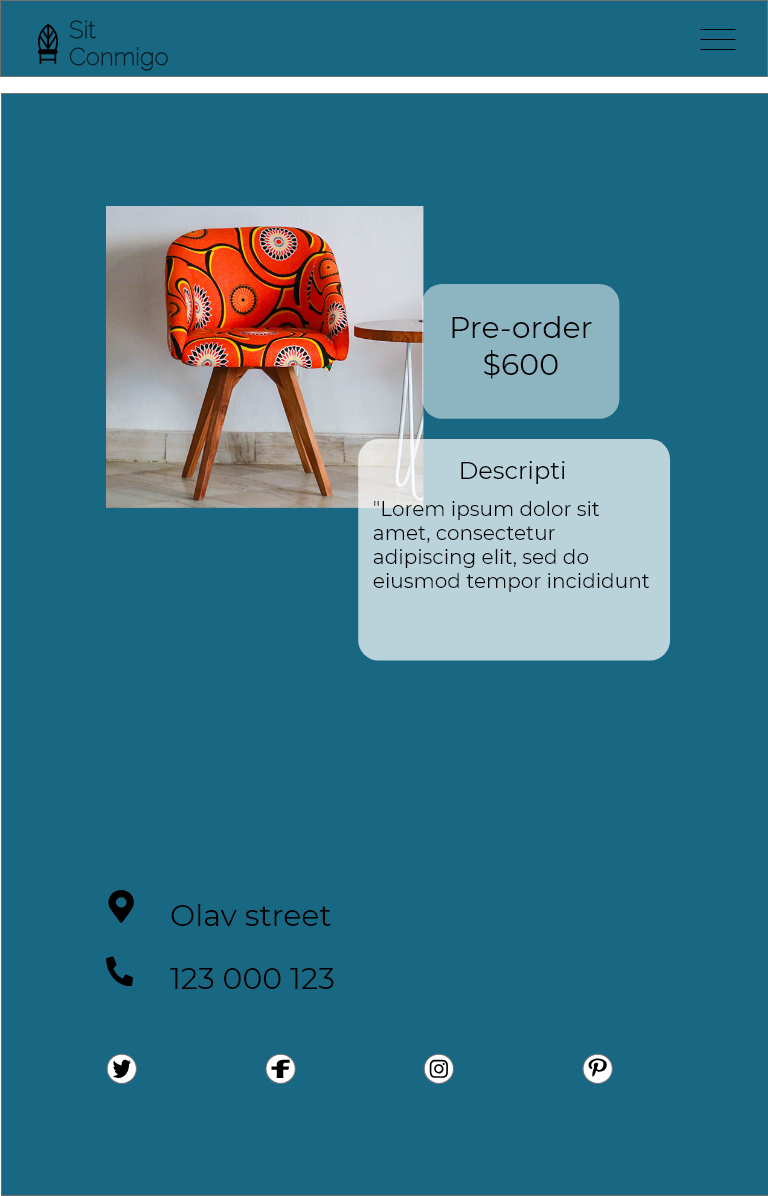 Sit
Conmigo
Pre-order
$600
Descripti
"Lorem ipsum dolor sit
amet, consectetur
adipiscing elit, sed do
eiusmod tempor incididunt
Olav street
123 000 123